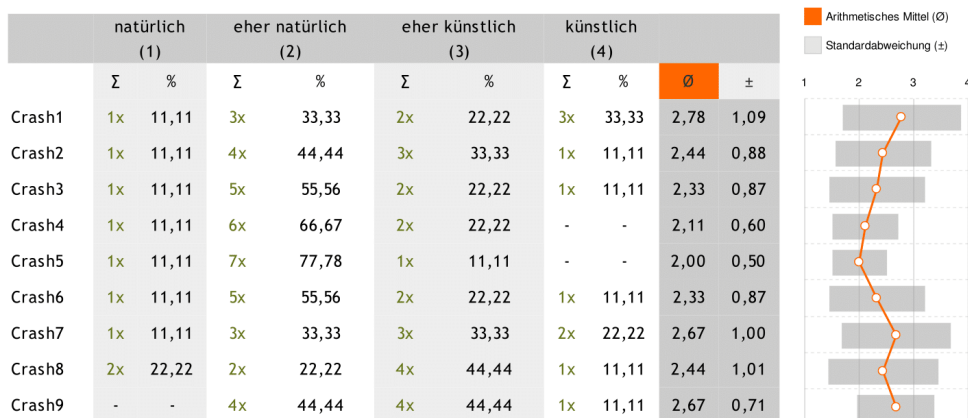 Arithmetisches Mittel (Ø)
Standardabweichung (±)
natürlich eher natürlich eher künstlich künstlich
(1) (2) (3) (4)
Σ % Σ % Σ % Σ % Ø ± 1 2 3 4
Crash1 1x 11,11 3x 33,33 2x 22,22 3x 33,33 2,78 1,09
Crash2 1x 11,11 4x 44,44 3x 33,33 1x 11,11 2,44 0,88
Crash3 1x 11,11 5x 55,56 2x 22,22 1x 11,11 2,33 0,87
Crash4 1x 11,11 6x 66,67 2x 22,22 - - 2,11 0,60
Crash5 1x 11,11 7x 77,78 1x 11,11 - - 2,00 0,50
Crash6 1x 11,11 5x 55,56 2x 22,22 1x 11,11 2,33 0,87
Crash7 1x 11,11 3x 33,33 3x 33,33 2x 22,22 2,67 1,00
Crash8 2x 22,22 2x 22,22 4x 44,44 1x 11,11 2,44 1,01
Crash9 - - 4x 44,44 4x 44,44 1x 11,11 2,67 0,71